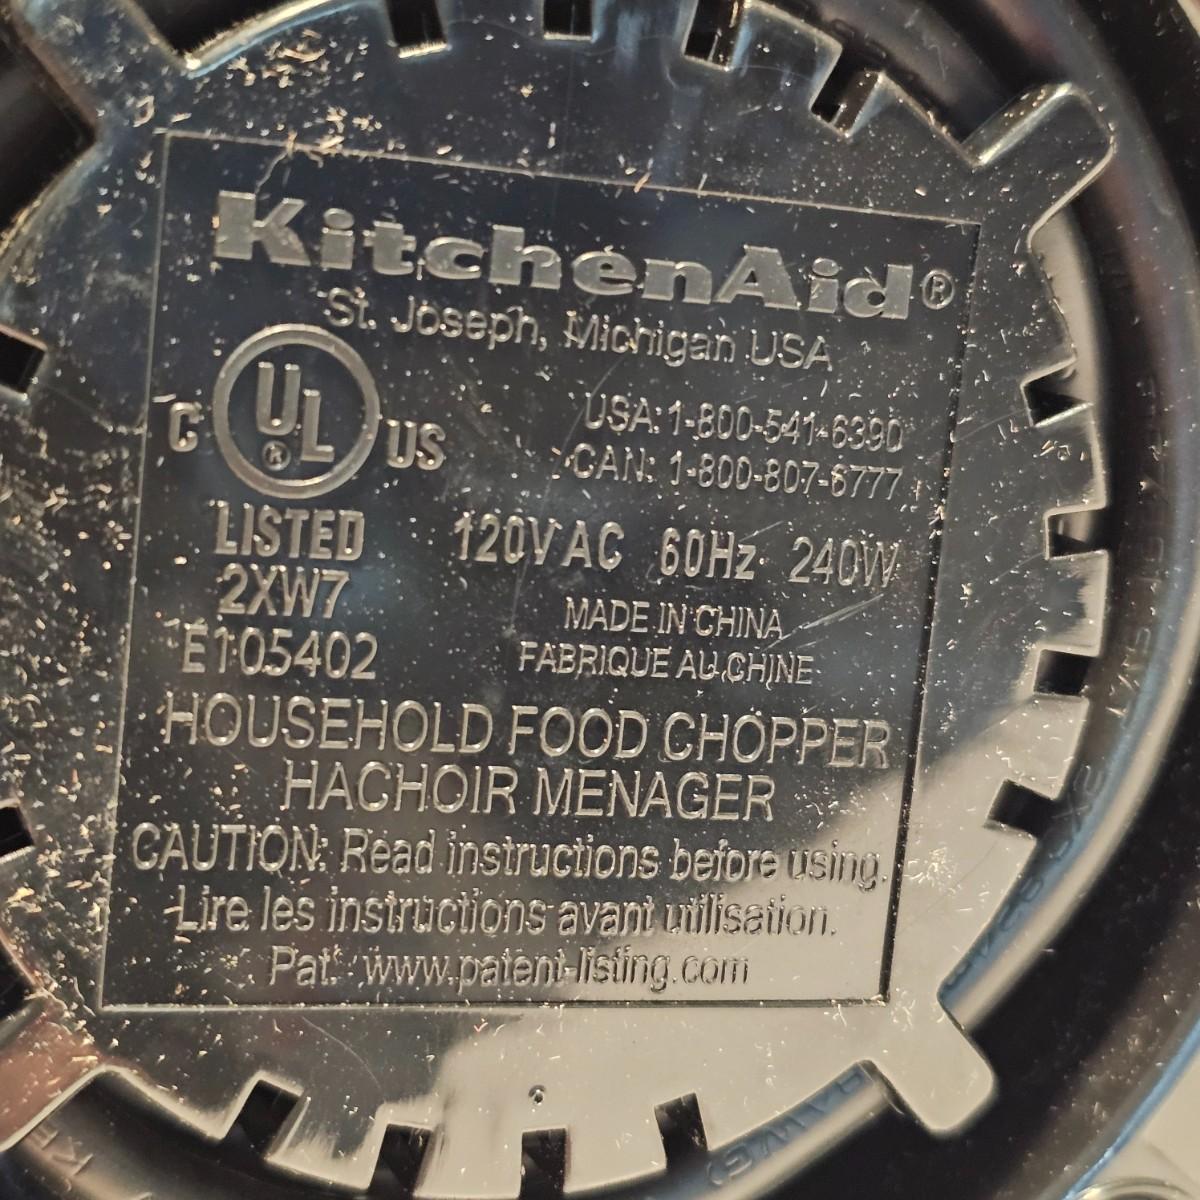 KitchenAid®
St. Joseph, Michigan USA
C UL® US
USA: 1-800-541-6390
CAN: 1-800-807-6777
LISTED
2XW7
E105402
120V AC 60Hz 240W
MADE IN CHINA
FABRIQUE AU CHINE
HOUSEHOLD FOOD CHOPPER
HACHOIR MENAGER
CAUTION: Read instructions before using.
Lire les instructions avant utilisation.
Pat.: www.patent-listing.com